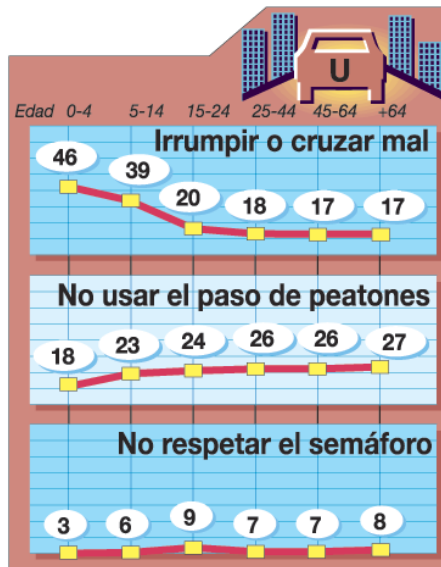 U
Edad 0-4 5-14 15-24 25-44 45-64 +64
Irrumpir o cruzar mal
46 39 20 18 17 17
No usar el paso de peatones
18 23 24 26 26 27
No respetar el semáforo
3 6 9 7 7 8